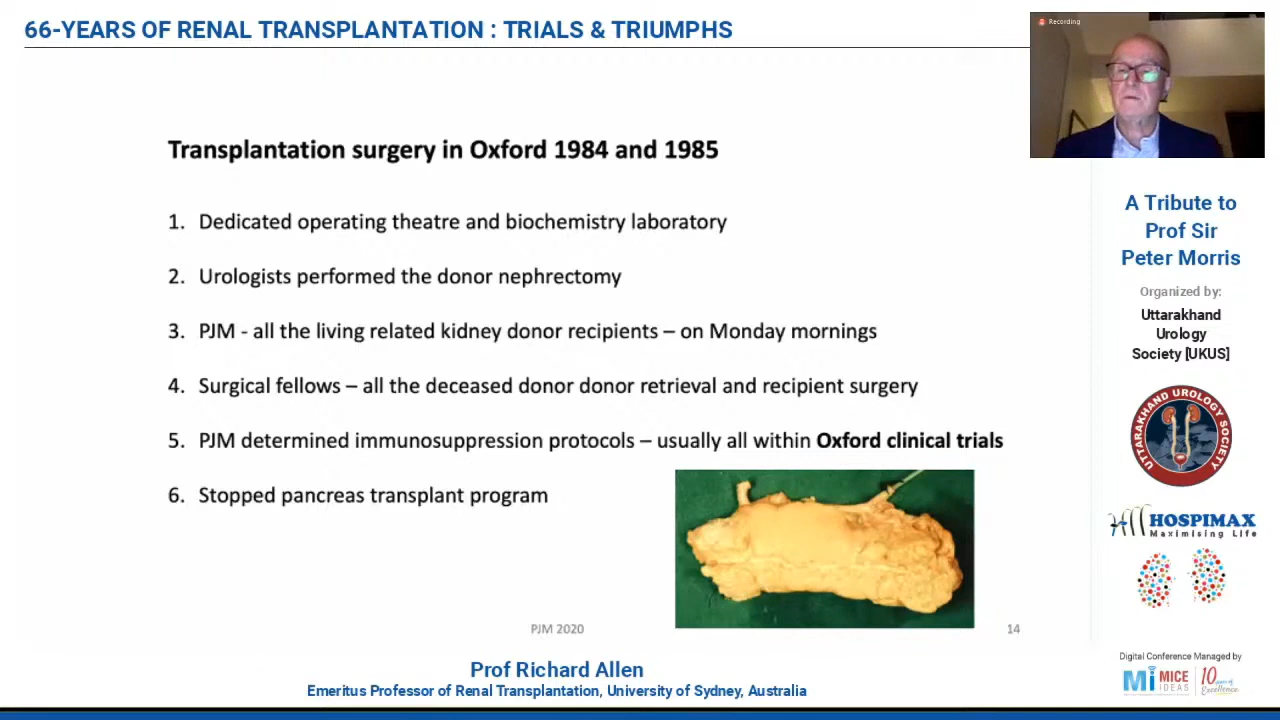 66-YEARS OF RENAL TRANSPLANTATION : TRIALS & TRIUMPHS
Recording
Transplantation surgery in Oxford 1984 and 1985
1. Dedicated operating theatre and biochemistry laboratory
2. Urologists performed the donor nephrectomy
3. PJM - all the living related kidney donor recipients – on Monday mornings
4. Surgical fellows – all the deceased donor donor retrieval and recipient surgery
5. PJM determined immunosuppression protocols – usually all within Oxford clinical trials
6. Stopped pancreas transplant program
PJM 2020
14
A Tribute to
Prof Sir
Peter Morris
Organized by:
Uttarakhand
Urology
Society [UKUS]
UTTARAKHAND UROLOGY SOCIETY
HOSPIMAX
Maximising Life
Digital Conference Managed by
Mi MICE IDEAS
10 years of Excellence
Prof Richard Allen
Emeritus Professor of Renal Transplantation, University of Sydney, Australia